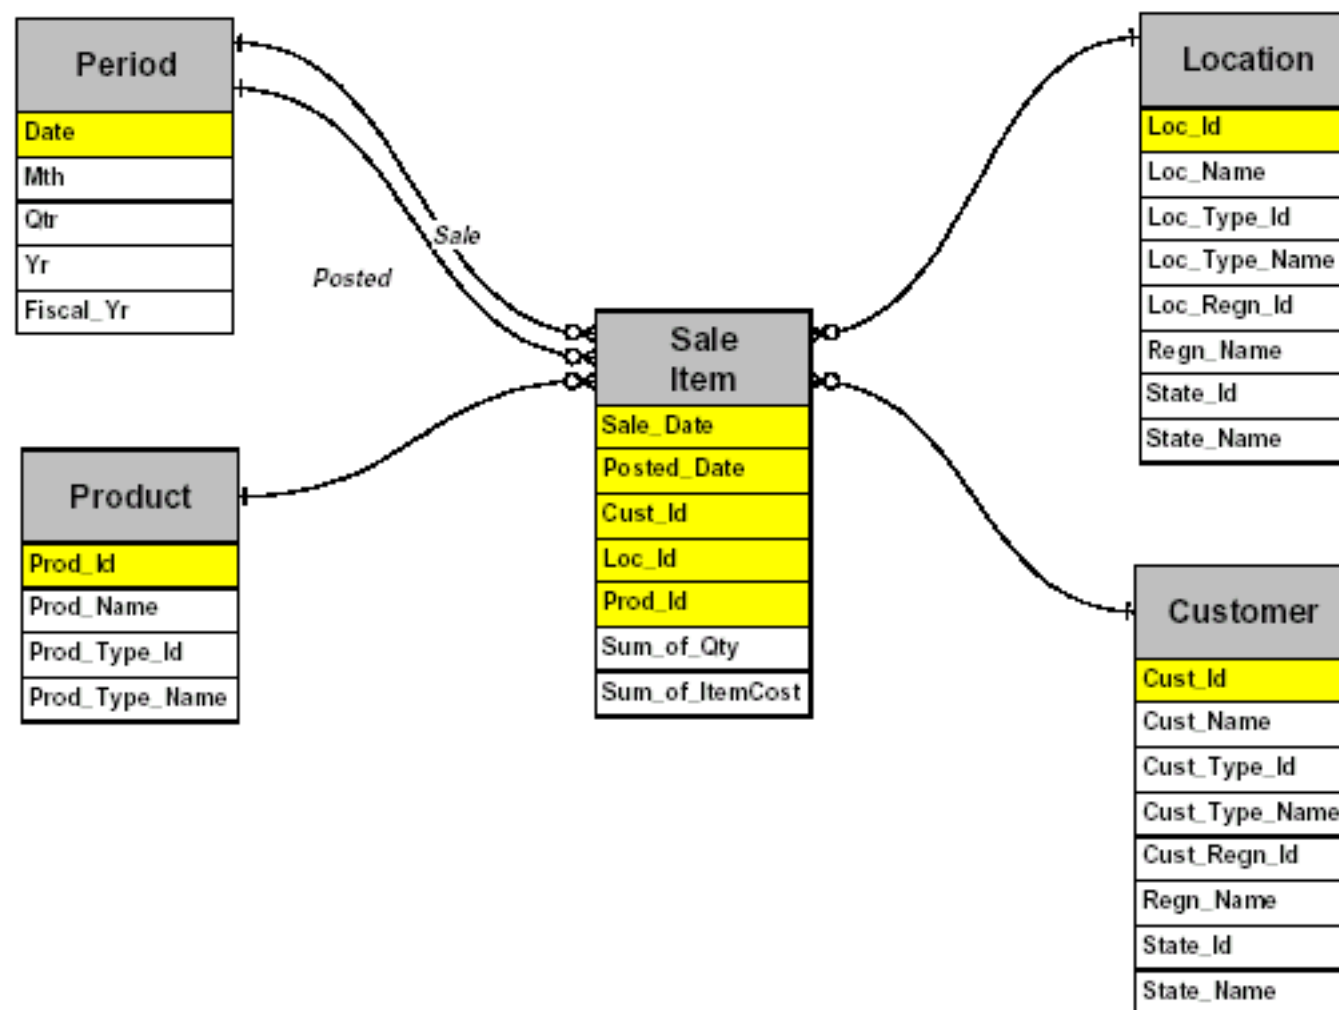 Period
Date
Mth
Qtr
Yr
Fiscal_Yr
Sale
Posted
Product
Prod_Id
Prod_Name
Prod_Type_Id
Prod_Type_Name
Sale
Item
Sale_Date
Posted_Date
Cust_Id
Loc_Id
Prod_Id
Sum_of_Qty
Sum_of_ItemCost
Location
Loc_Id
Loc_Name
Loc_Type_Id
Loc_Type_Name
Loc_Regn_Id
Regn_Name
State_Id
State_Name
Customer
Cust_Id
Cust_Name
Cust_Type_Id
Cust_Type_Name
Cust_Regn_Id
Regn_Name
State_Id
State_Name